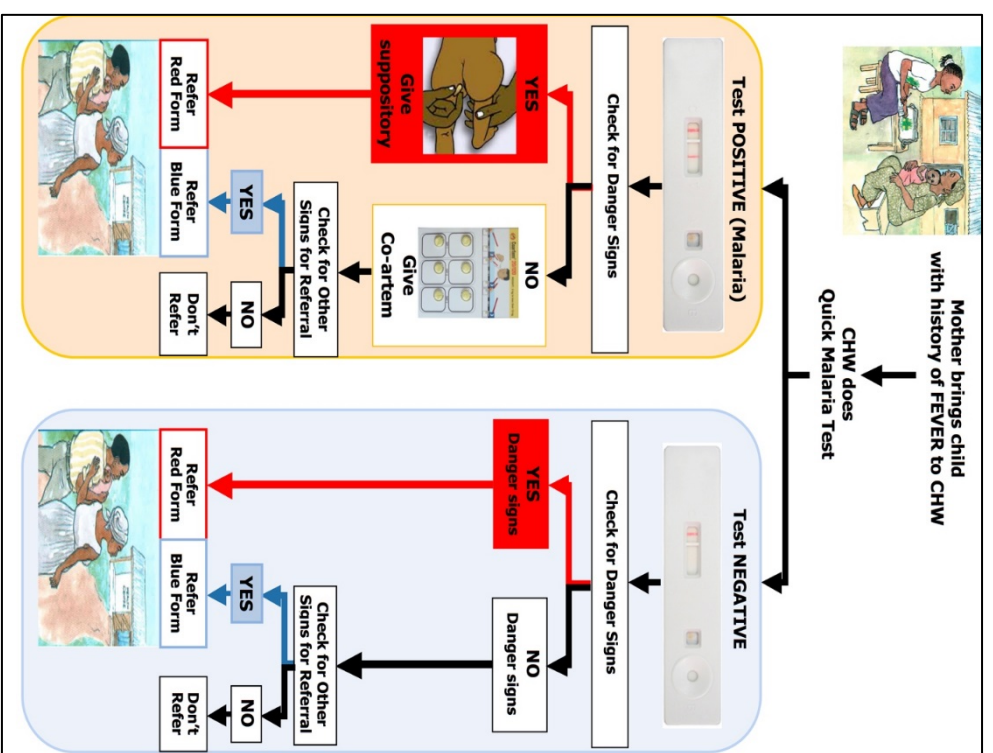 Mother brings child
with history of FEVER to CHW
CHW does
Quick Malaria Test
Test POSITIVE (Malaria)
Check for Danger Signs
YES
Give
suppository
NO
Give
Co-artem
Check for Other
Signs for Referral
YES
NO
Refer
Red Form
Refer
Blue Form
Don't
Refer
Test NEGATIVE
Check for Danger Signs
YES
Danger signs
NO
Danger signs
Check for Other
Signs for Referral
YES
NO
Refer
Red Form
Refer
Blue Form
Don't
Refer